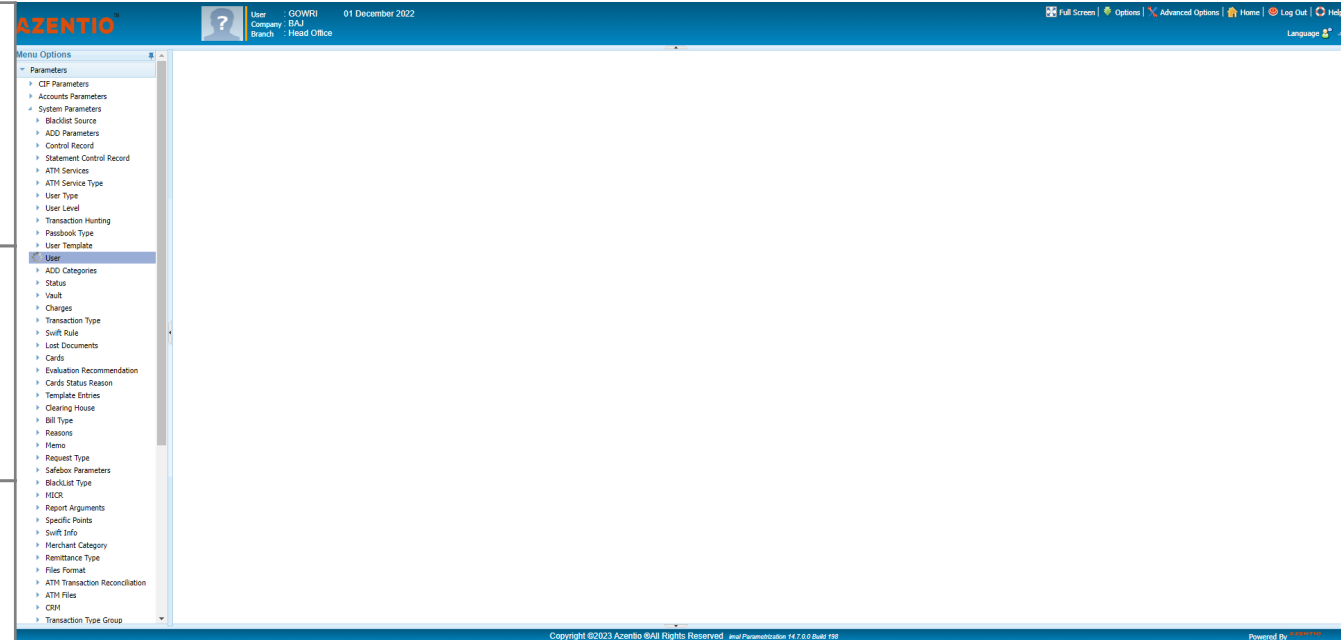 AZENTIO
User : GOWRI 01 December 2022
Company : BAJ
Branch : Head Office
Full Screen | Options | Advanced Options | Home | Log Out | Help
Language
Menu Options
Parameters
CIF Parameters
Accounts Parameters
System Parameters
Blacklist Source
ADD Parameters
Control Record
Statement Control Record
ATM Services
ATM Service Type
User Type
User Level
Transaction Hunting
Passbook Type
User Template
User
ADD Categories
Status
Vault
Charges
Transaction Type
Swift Rule
Lost Documents
Cards
Evaluation Recommendation
Cards Status Reason
Template Entries
Clearing House
Bill Type
Reasons
Memo
Request Type
Safebox Parameters
BlackList Type
MICR
Report Arguments
Specific Points
Swift Info
Merchant Category
Remittance Type
Files Format
ATM Transaction Reconciliation
ATM Files
CRM
Transaction Type Group
Copyright ©2023 Azentio ®All Rights Reserved imal Parametrization 14.7.0.0 Build 198
Powered By AZENTIO